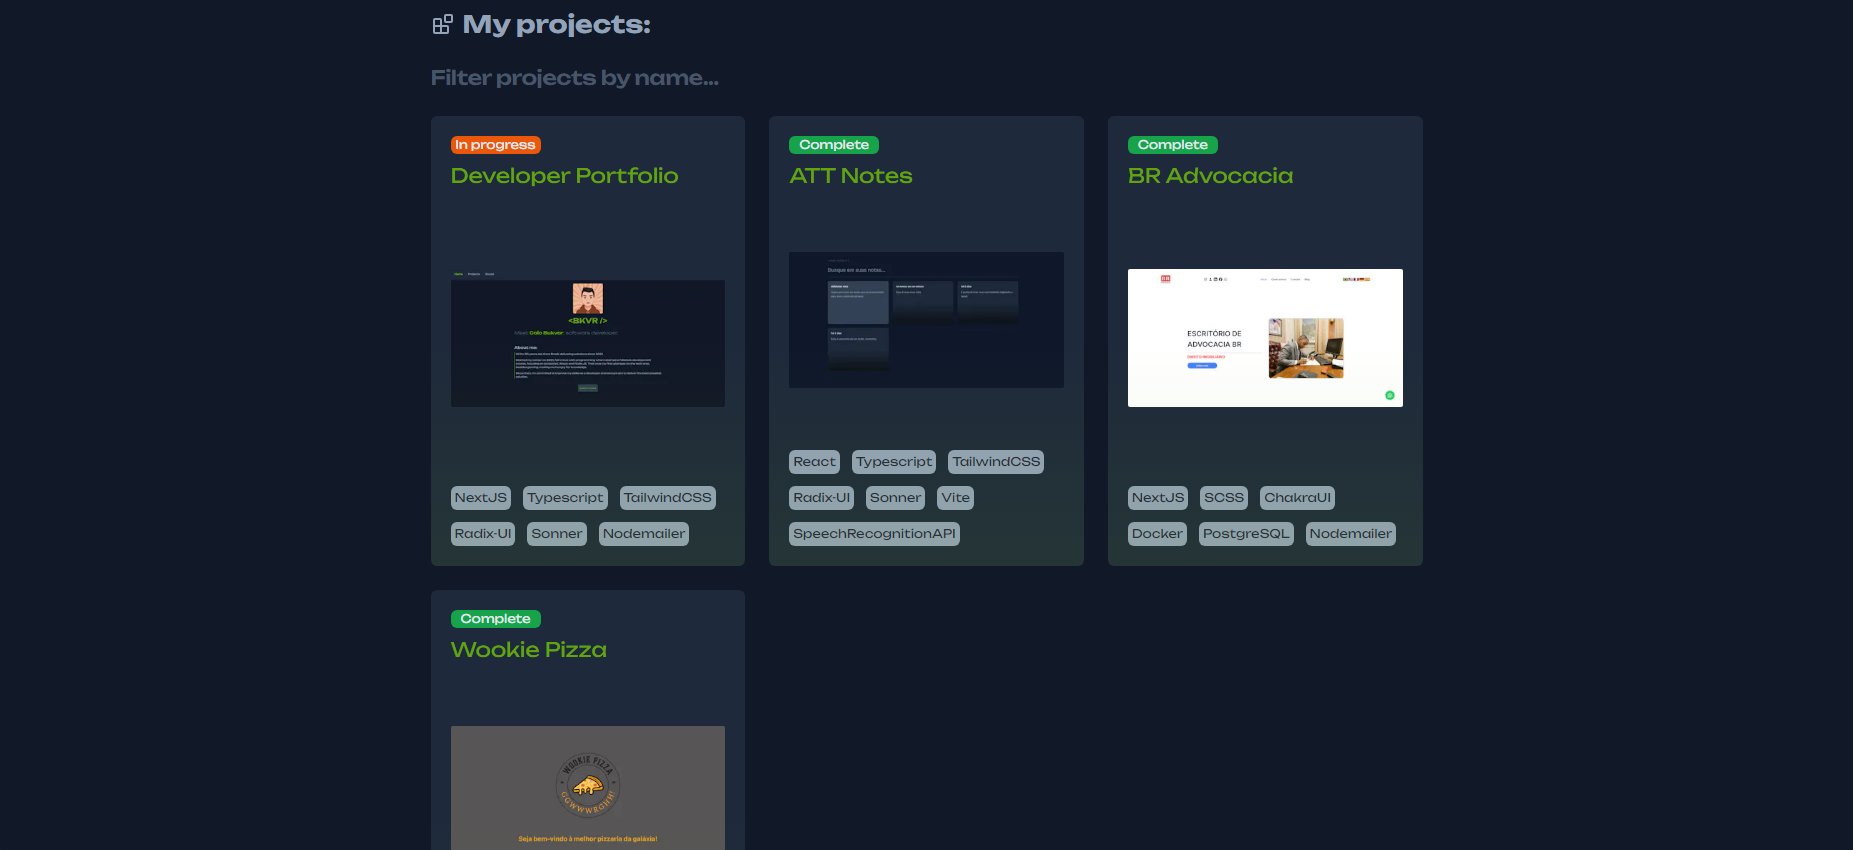 My projects:
Filter projects by name...
In progress
Developer Portfolio
<BKVR />
About me:
NextJS Typescript TailwindCSS
Radix-UI Sonner Nodemailer
Complete
ATT Notes
Busque em suas notas...
React Typescript TailwindCSS
Radix-UI Sonner Vite
SpeechRecognitionAPI
Complete
BR Advocacia
ESCRITÓRIO DE
ADVOCACIA BR
NextJS SCSS ChakraUI
Docker PostgreSQL Nodemailer
Complete
Wookie Pizza
WOOKIE PIZZA
GGWWWRGHH!
Seja bem-vindo à melhor pizzaria da galáxia!